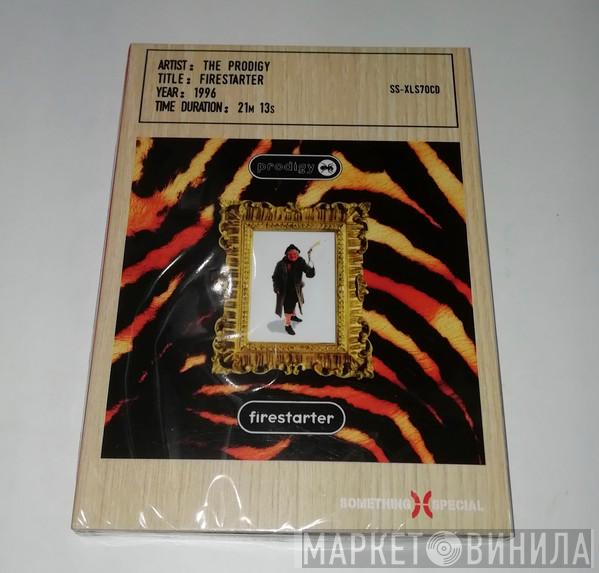 ARTIST: THE PRODIGY
TITLE: FIRESTARTER
YEAR: 1996
TIME DURATION: 21M 13S
SS-XLS70CD
prodigy
firestarter
SOMETHING SPECIAL
МАРКЕТ ВИНИЛА